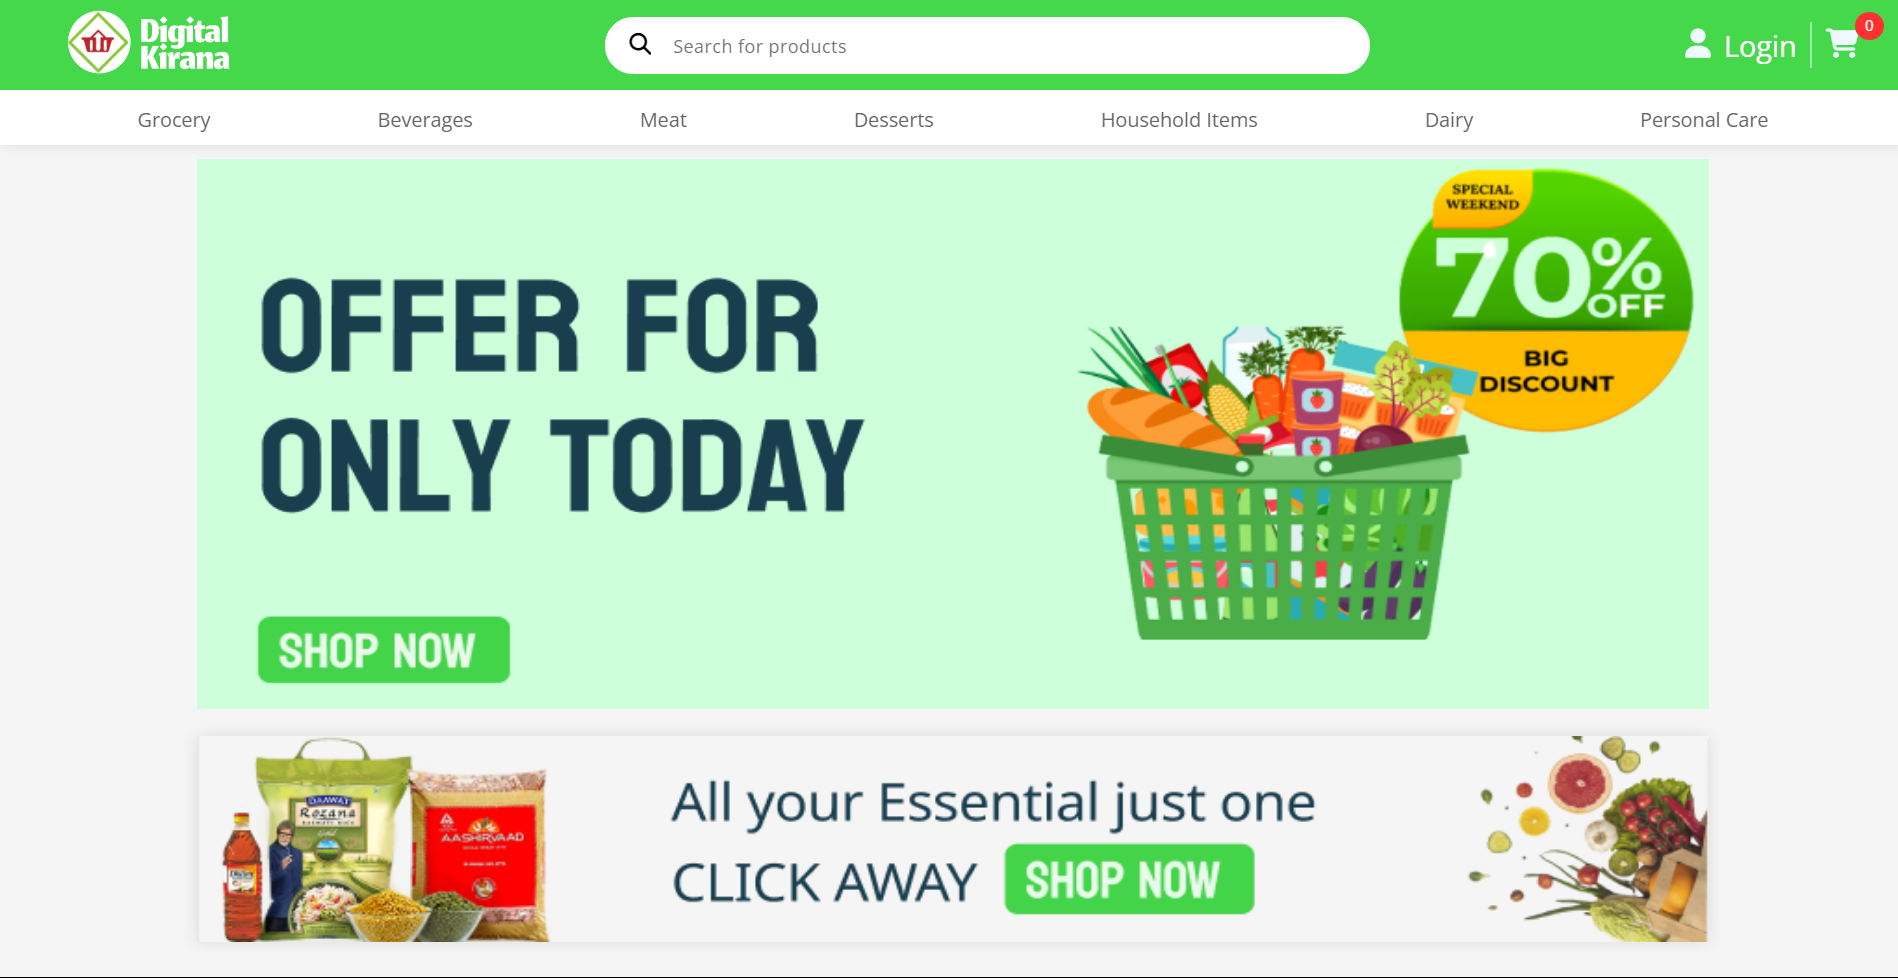 Digital
Kirana
Search for products
Login
0
Grocery
Beverages
Meat
Desserts
Household Items
Dairy
Personal Care
SPECIAL
WEEKEND
70%
OFF
BIG
DISCOUNT
OFFER FOR
ONLY TODAY
SHOP NOW
All your Essential just one
CLICK AWAY SHOP NOW
DAAWAT
Rozana
Gold
AASHIRVAAD